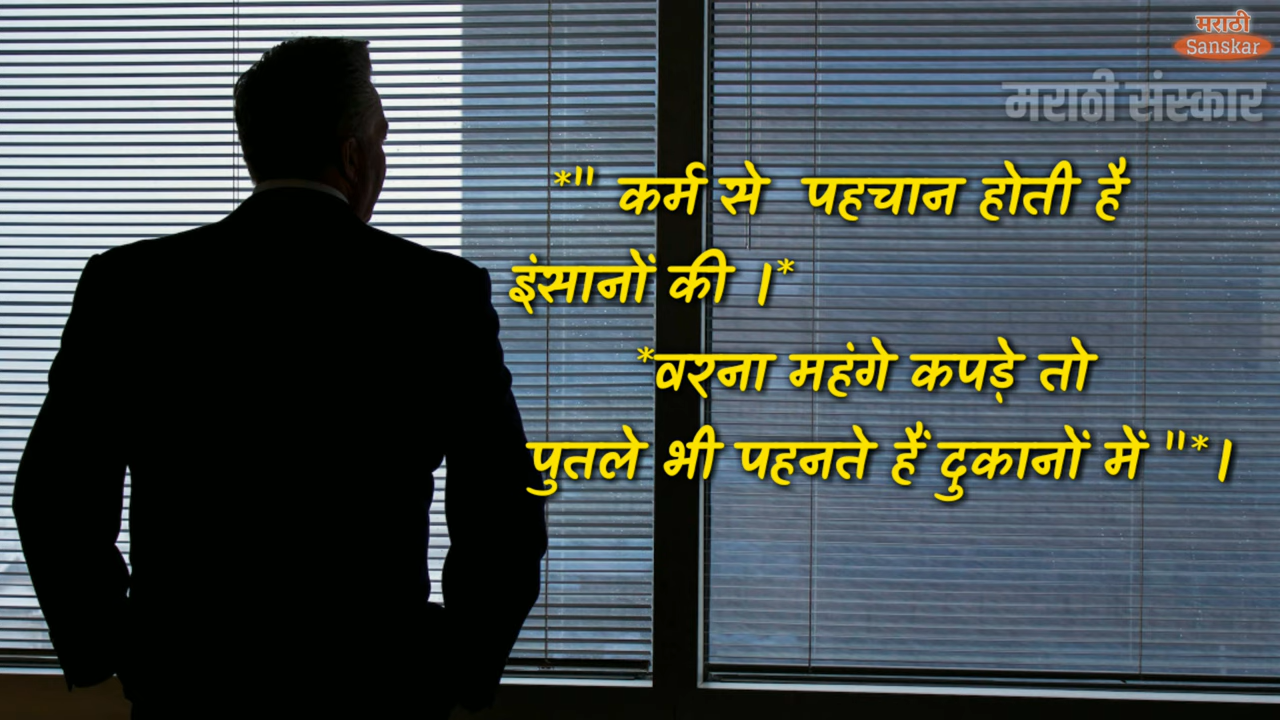 मराठी
Sanskar
मराठी संस्कार
*" कर्म से पहचान होती है
इंसानों की ।*
*वरना महंगे कपड़े तो
पुतले भी पहनते हैं दुकानों में "*।